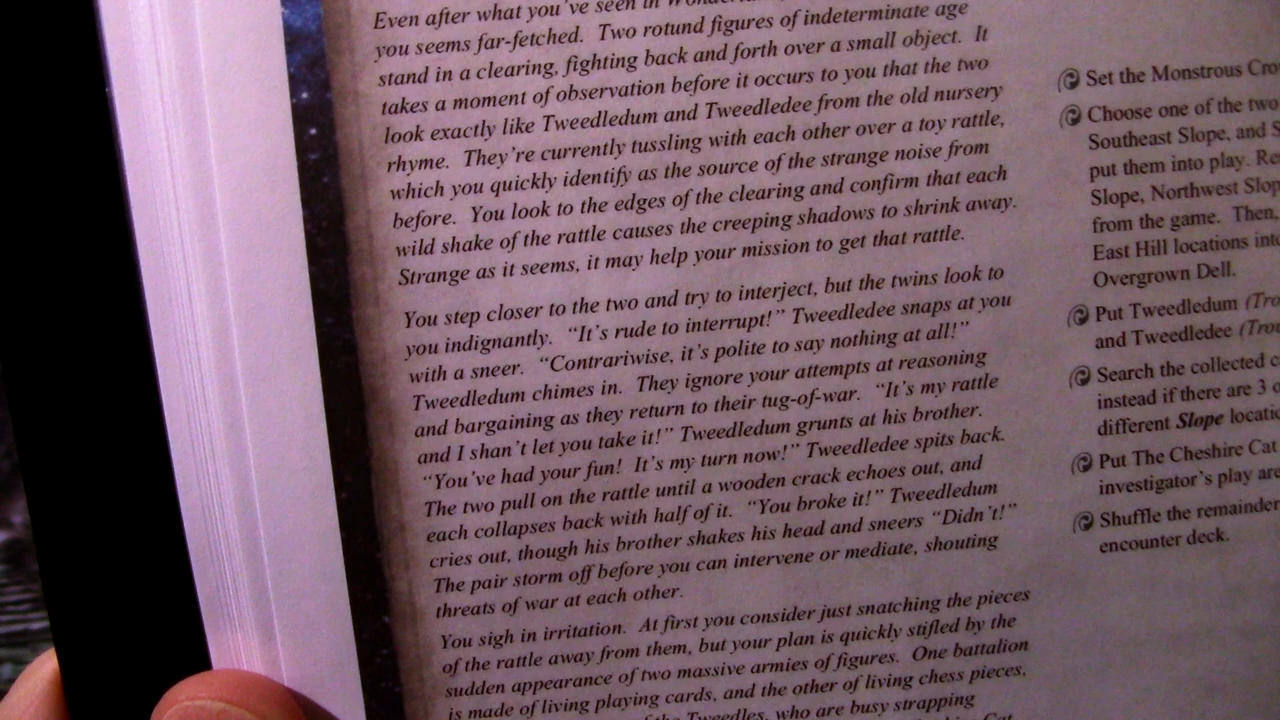 Even after what you've seen in
you seems far-fetched. Two rotund figures of indeterminate age
stand in a clearing, fighting back and forth over a small object. It
takes a moment of observation before it occurs to you that the two
look exactly like Tweedledum and Tweedledee from the old nursery
rhyme. They're currently tussling with each other over a toy rattle,
which you quickly identify as the source of the strange noise from
before. You look to the edges of the clearing and confirm that each
wild shake of the rattle causes the creeping shadows to shrink away.
Strange as it seems, it may help your mission to get that rattle.
You step closer to the two and try to interject, but the twins look to
you indignantly. "It's rude to interrupt!" Tweedledee snaps at you
with a sneer. "Contrariwise, it's polite to say nothing at all!"
Tweedledum chimes in. They ignore your attempts at reasoning
and bargaining as they return to their tug-of-war. "It's my rattle
and I shan't let you take it!" Tweedledum grunts at his brother.
"You've had your fun! It's my turn now!" Tweedledee spits back.
The two pull on the rattle until a wooden crack echoes out, and
each collapses back with half of it. "You broke it!" Tweedledum
cries out, though his brother shakes his head and sneers "Didn't!"
The pair storm off before you can intervene or mediate, shouting
threats of war at each other.
You sigh in irritation. At first you consider just snatching the pieces
of the rattle away from them, but your plan is quickly stifled by the
sudden appearance of two massive armies of figures. One battalion
is made of living playing cards, and the other of living chess pieces,
the Tweedles, who are busy strapping
Set the Monstrous
Choose one of the two
Southeast Slope, and
put them into play.
Slope, Northwest
from the game. Then,
East Hill locations
Overgrown Dell.
Put Tweedledum
and Tweedledee
Search the collected
instead if there are 3
different Slope
Put The Cheshire Cat
investigator's play
Shuffle the remainder
encounter deck.